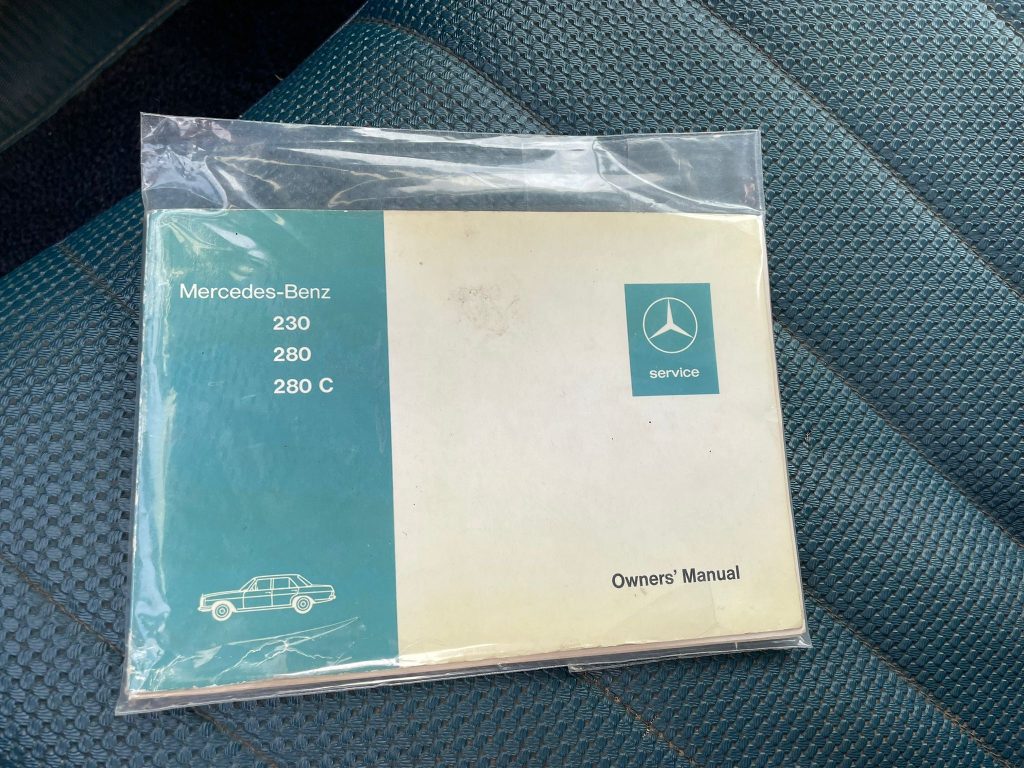 Mercedes-Benz
230
280
280 C
service
Owners' Manual